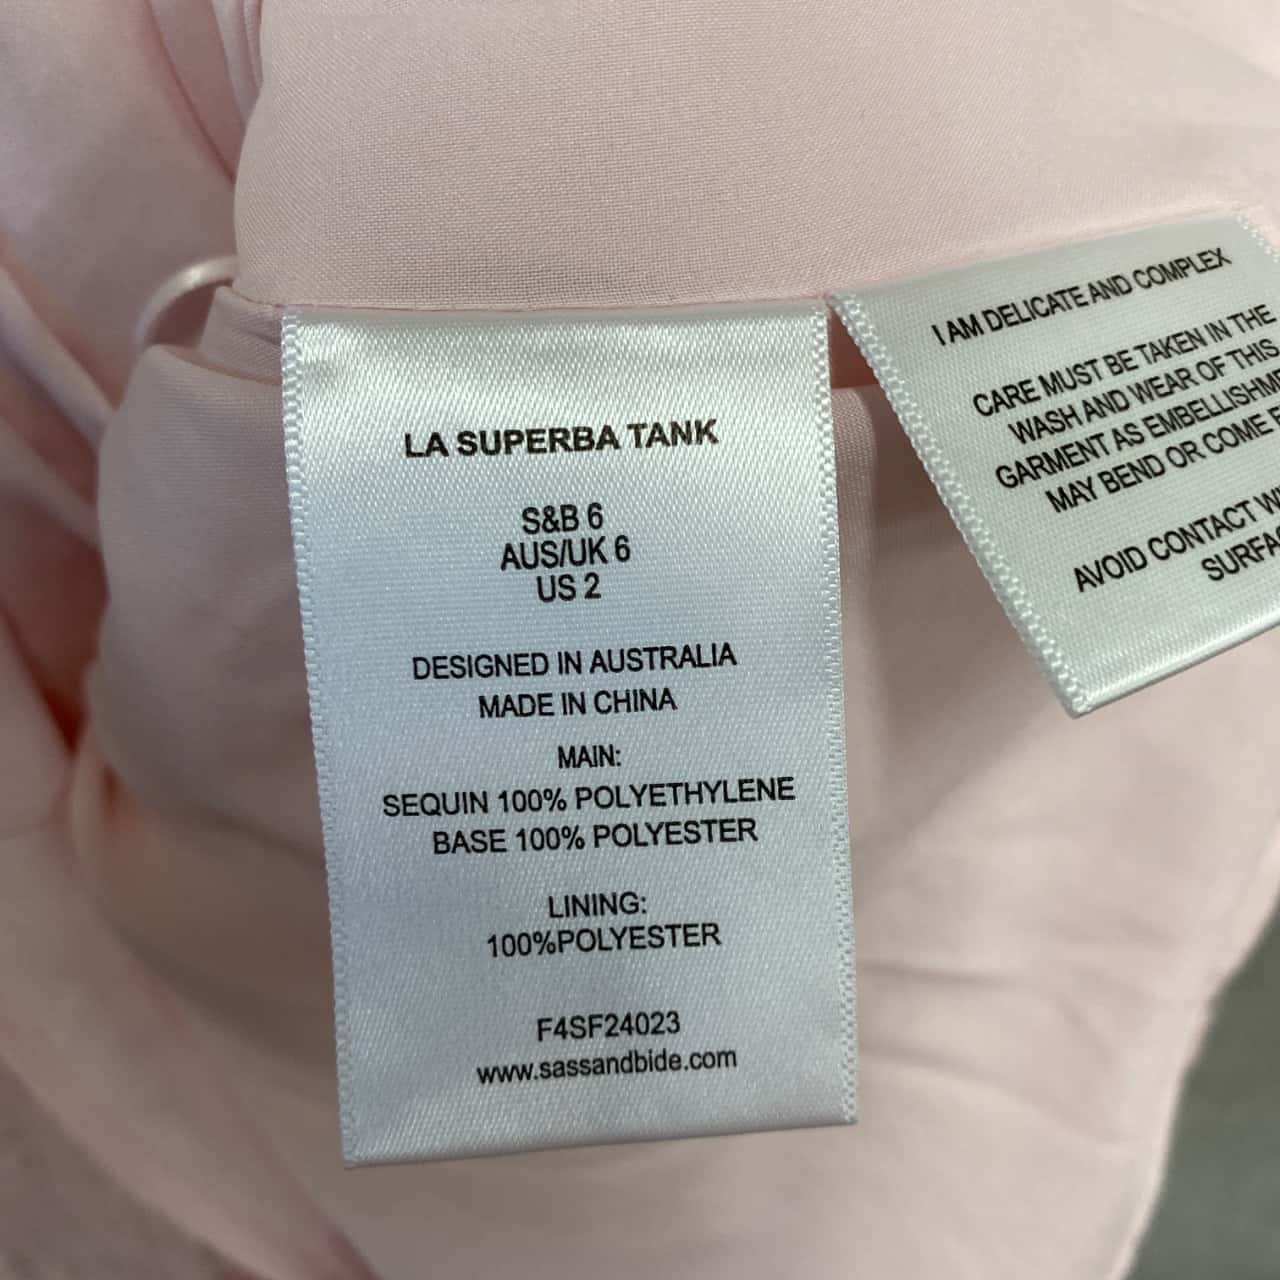 LA SUPERBA TANK
S&B 6
AUS/UK 6
US 2
DESIGNED IN AUSTRALIA
MADE IN CHINA
MAIN:
SEQUIN 100% POLYETHYLENE
BASE 100% POLYESTER
LINING:
100%POLYESTER
F4SF24023
www.sassandbide.com
I AM DELICATE AND COMPLEX
CARE MUST BE TAKEN IN THE
WASH AND WEAR OF THIS
GARMENT AS
MAY BEND OR COME
AVOID CONTACT